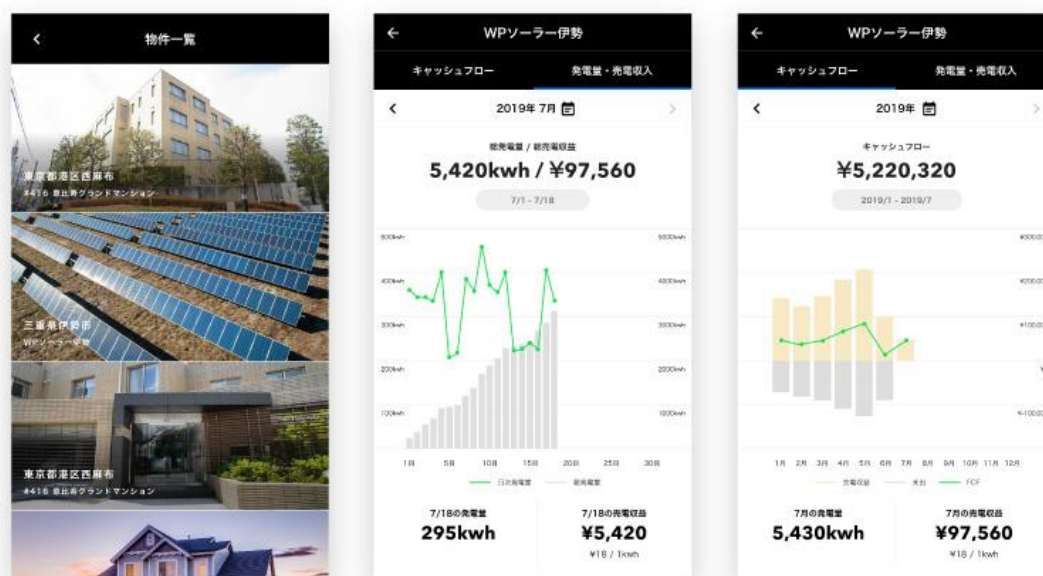 物件一覧
東京都港区西麻布
#416 恵比寿グランドマンション
三重県伊勢市
WPソーラー伊勢
東京都港区西麻布
#416 恵比寿グランドマンション
WPソーラー伊勢
キャッシュフロー
発電量・売電収入
2019年 7月
総発電量 / 総売電収益
5,420kwh / ¥97,560
7/1 - 7/18
500kwh
5000kwh
400kwh
4000kwh
300kwh
3000kwh
200kwh
2000kwh
100kwh
1000kwh
1日 5日 10日 15日 20日 25日 30日
日次発電量
総発電量
7/18の発電量
295kwh
7/18の売電収益
¥5,420
¥18 / 1kwh
WPソーラー伊勢
キャッシュフロー
発電量・売電収入
2019年
キャッシュフロー
¥5,220,320
2019/1 - 2019/7
1月 2月 3月 4月 5月 6月 7月 8月 9月 10月 11月 12月
売電収益
支出
FCF
7月の発電量
5,430kwh
7月の売電収益
¥97,560
¥18 / 1kwh